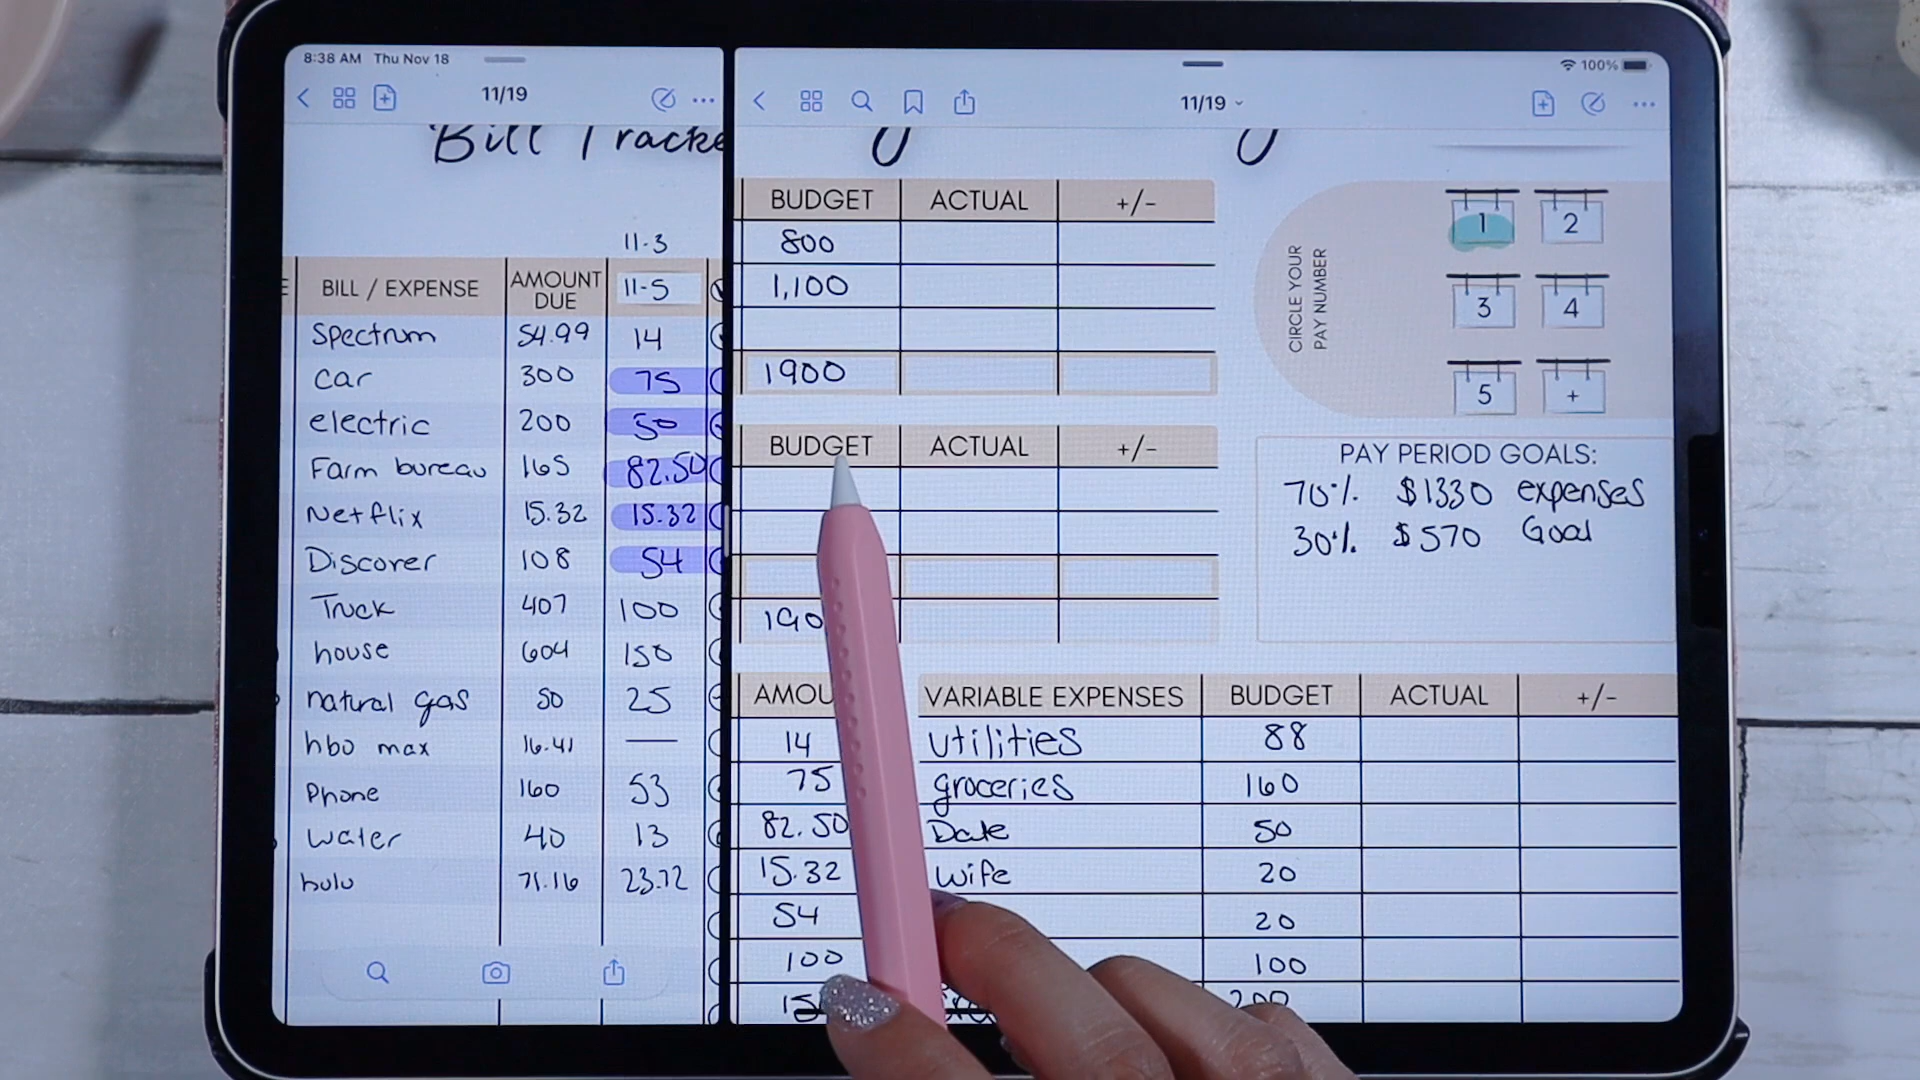 8:38 AM Thu Nov 18
11/19
Bill Tracke
11-3
BILL / EXPENSE AMOUNT DUE 11-5
Spectrum 54.99 14
Car 300 75
electric 200 50
Farm bureau 165 82.50
Netflix 15.32 15.32
Discover 108 54
Truck 407 100
house 604 150
natural gas 50 25
hbo max 16.41 —
Phone 160 53
Water 40 13
hulu 71.16 23.72
100%
11/19
BUDGET ACTUAL +/-
800
1,100
1900
CIRCLE YOUR
PAY NUMBER
1 2
3 4
5 +
BUDGET ACTUAL +/-
190
PAY PERIOD GOALS:
70% $1330 expenses
30% $570 Goal
AMOU
14
75
82.50
15.32
54
100
VARIABLE EXPENSES BUDGET ACTUAL +/-
utilities 88
groceries 160
Date 50
Wife 20
20
100
200